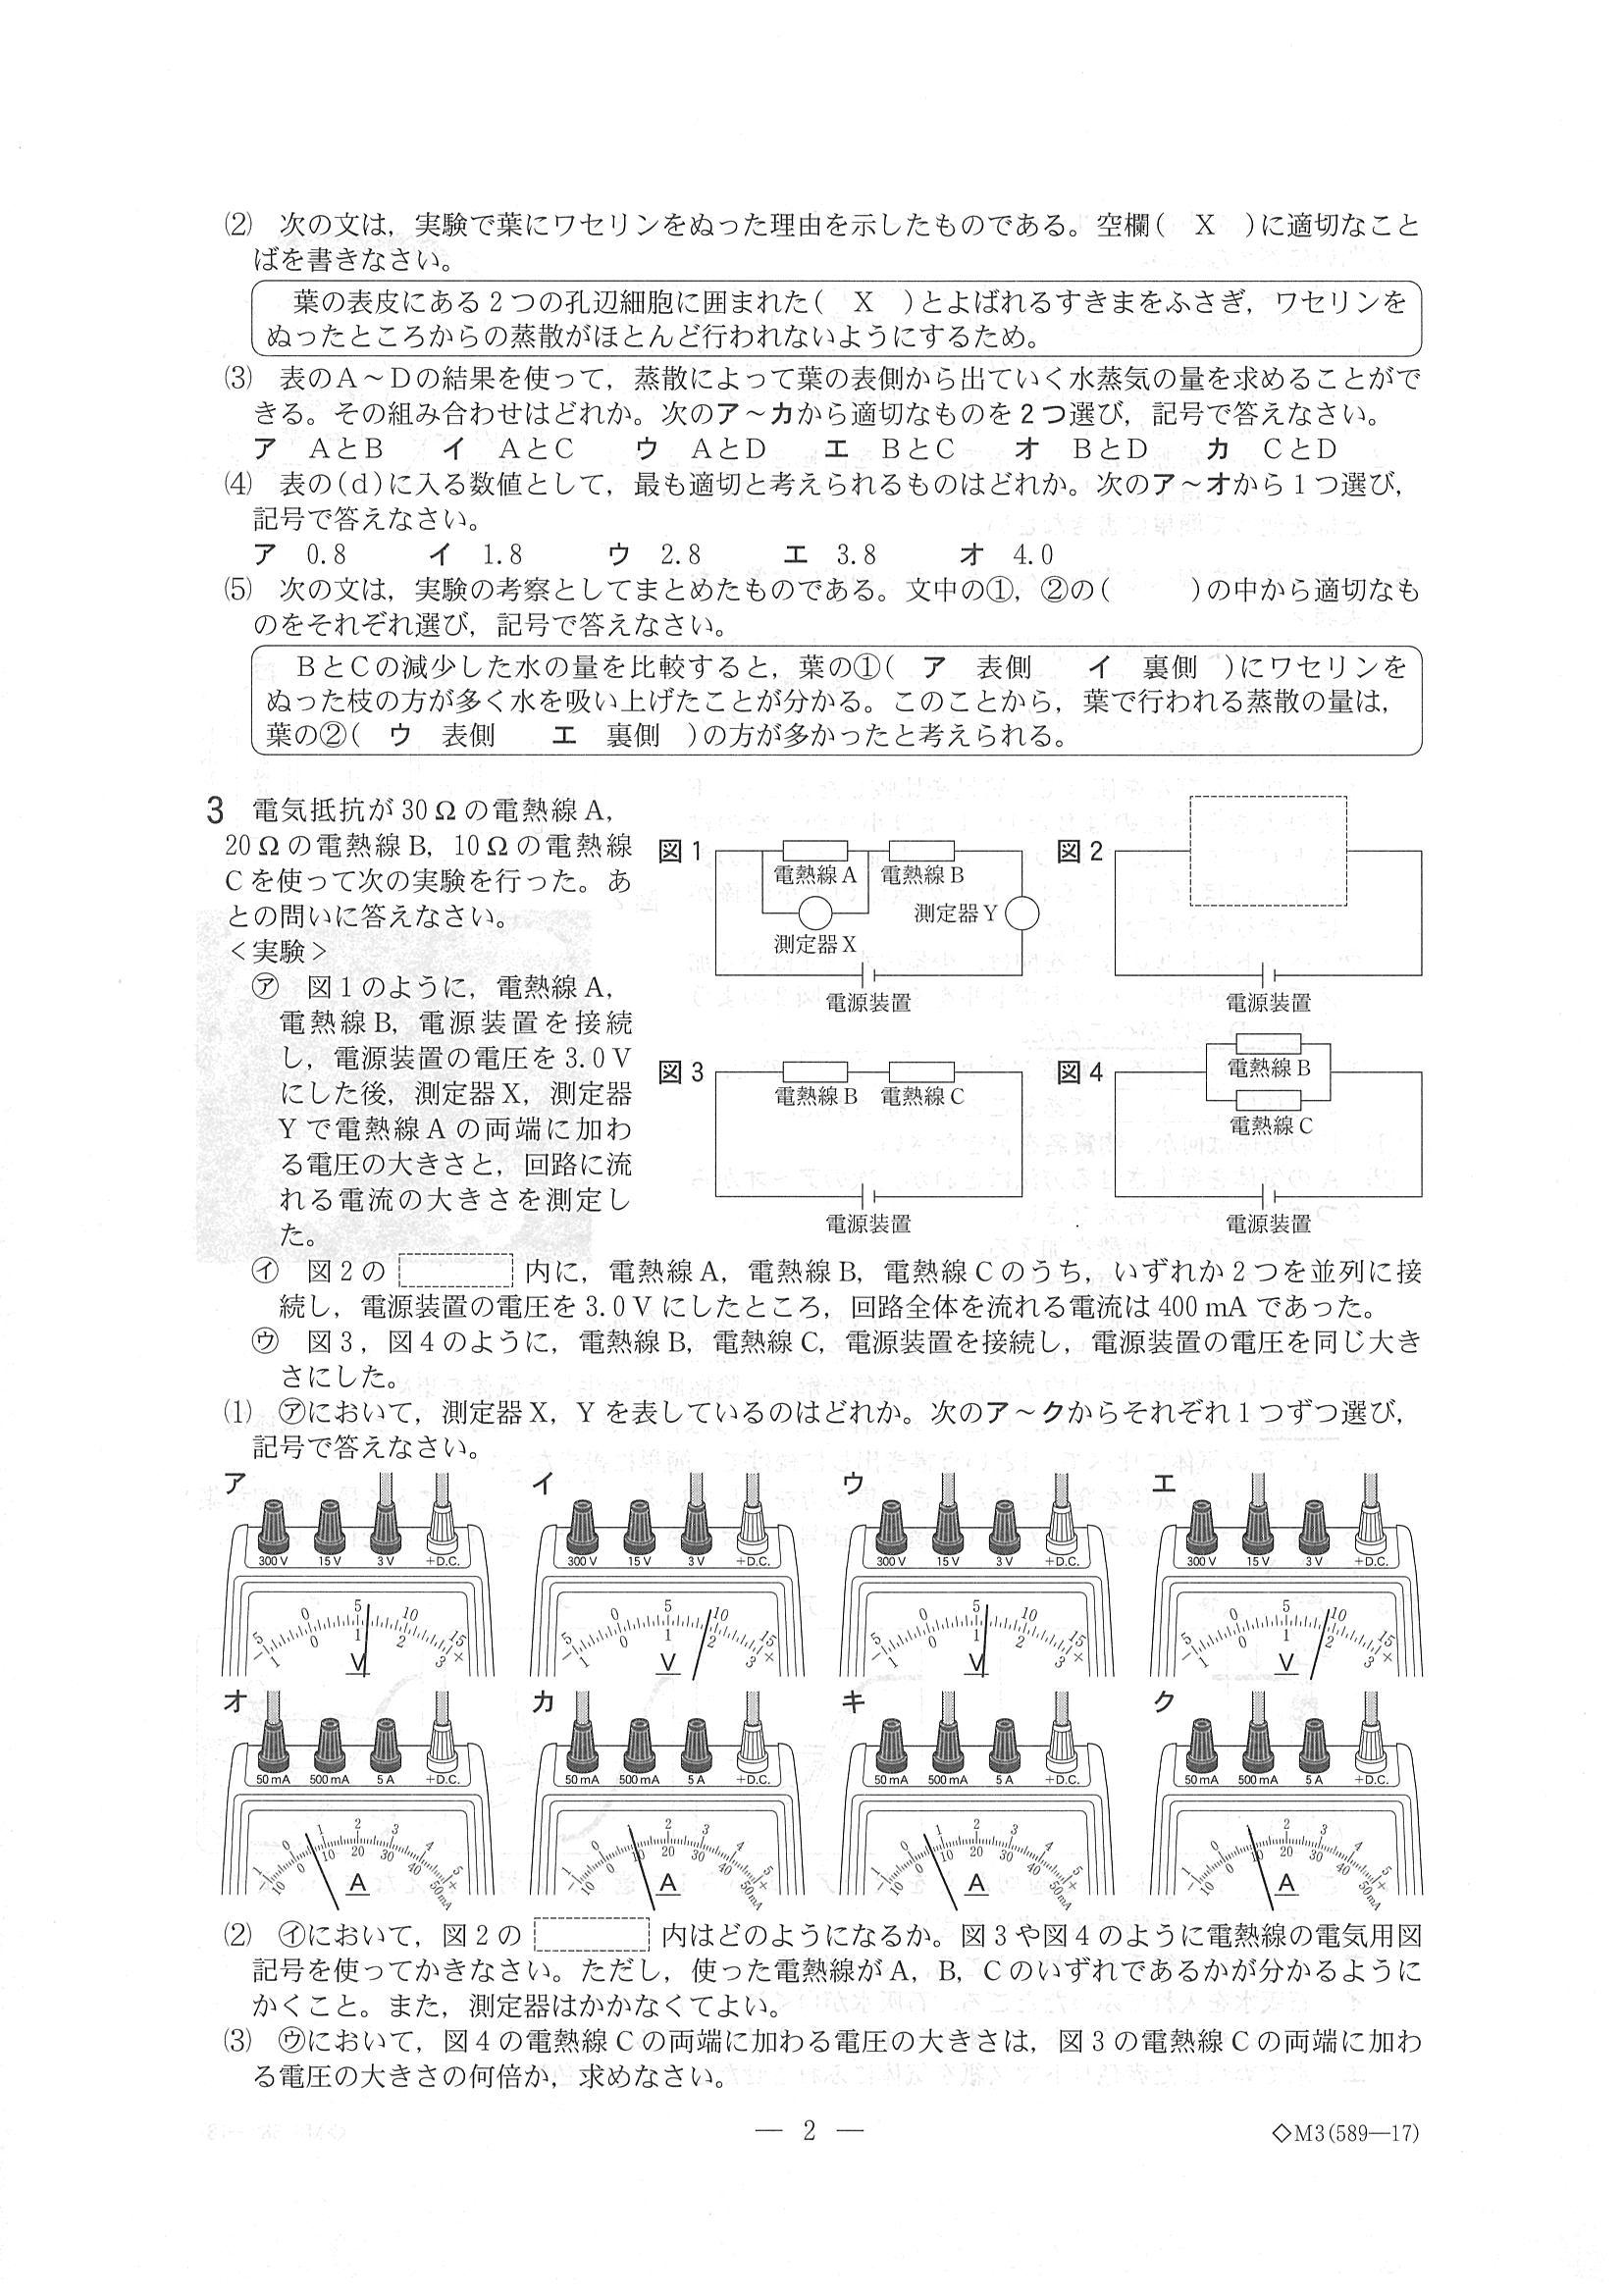 (2) 次の文は，実験で葉にワセリンをぬった理由を示したものである。空欄(　X　)に適切なこと
ばを書きなさい。
葉の表皮にある2つの孔辺細胞に囲まれた(　X　)とよばれるすきまをふさぎ，ワセリンを
ぬったところからの蒸散がほとんど行われないようにするため。
(3) 表のA～Dの結果を使って，蒸散によって葉の表側から出ていく水蒸気の量を求めることがで
きる。その組み合わせはどれか。次のア～カから適切なものを2つ選び，記号で答えなさい。
ア　AとB　イ　AとC　ウ　AとD　エ　BとC　オ　BとD　カ　CとD
(4) 表の(d)に入る数値として，最も適切と考えられるものはどれか。次のア～オから1つ選び，
記号で答えなさい。
ア　0.8　イ　1.8　ウ　2.8　エ　3.8　オ　4.0
(5) 次の文は，実験の考察としてまとめたものである。文中の①，②の(　　　)の中から適切なも
のをそれぞれ選び，記号で答えなさい。
BとCの減少した水の量を比較すると，葉の①(　ア　表側　イ　裏側　)にワセリンを
ぬった枝の方が多く水を吸い上げたことが分かる。このことから，葉で行われる蒸散の量は，
葉の②(　ウ　表側　エ　裏側　)の方が多かったと考えられる。
3　電気抵抗が30Ωの電熱線A，
20Ωの電熱線B，10Ωの電熱線
Cを使って次の実験を行った。あ
との問いに答えなさい。
＜実験＞
㋐　図1のように，電熱線A，
電熱線B，電源装置を接続
し，電源装置の電圧を3.0V
にした後，測定器X，測定器
Yで電熱線Aの両端に加わ
る電圧の大きさと，回路に流
れる電流の大きさを測定し
た。
図1
電熱線A　電熱線B
測定器Y
測定器X
電源装置
図2
電源装置
図3
電熱線B　電熱線C
電源装置
図4
電熱線B
電熱線C
電源装置
㋑　図2の　　　内に，電熱線A，電熱線B，電熱線Cのうち，いずれか2つを並列に接
続し，電源装置の電圧を3.0Vにしたところ，回路全体を流れる電流は400mAであった。
㋒　図3，図4のように，電熱線B，電熱線C，電源装置を接続し，電源装置の電圧を同じ大き
さにした。
(1) ㋐において，測定器X，Yを表しているのはどれか。次のア～クからそれぞれ1つずつ選び，
記号で答えなさい。
ア　イ　ウ　エ
300V 15V 3V +D.C. 300V 15V 3V +D.C. 300V 15V 3V +D.C. 300V 15V 3V +D.C.
0 5 10 15 0 5 10 15 0 5 10 15 0 5 10 15
1 0 1 2 3 1 0 1 2 3 1 0 1 2 3 1 0 1 2 3
V V V V
オ　カ　キ　ク
50mA 500mA 5A +D.C. 50mA 500mA 5A +D.C. 50mA 500mA 5A +D.C. 50mA 500mA 5A +D.C.
1 0 1 2 3 4 5 1 0 2 3 4 5 1 0 1 2 3 4 5 1 0 2 3 4 5
10 0 10 20 30 40 50mA 10 0 10 20 30 40 50mA 10 0 10 20 30 40 50mA 10 0 10 20 30 40 50mA
A A A A
(2) ㋑において，図2の　　　内はどのようになるか。図3や図4のように電熱線の電気用図
記号を使ってかきなさい。ただし，使った電熱線がA，B，Cのいずれであるかが分かるように
かくこと。また，測定器はかかなくてよい。
(3) ㋒において，図4の電熱線Cの両端に加わる電圧の大きさは，図3の電熱線Cの両端に加わ
る電圧の大きさの何倍か，求めなさい。
— 2 —
◇M3(589—17)